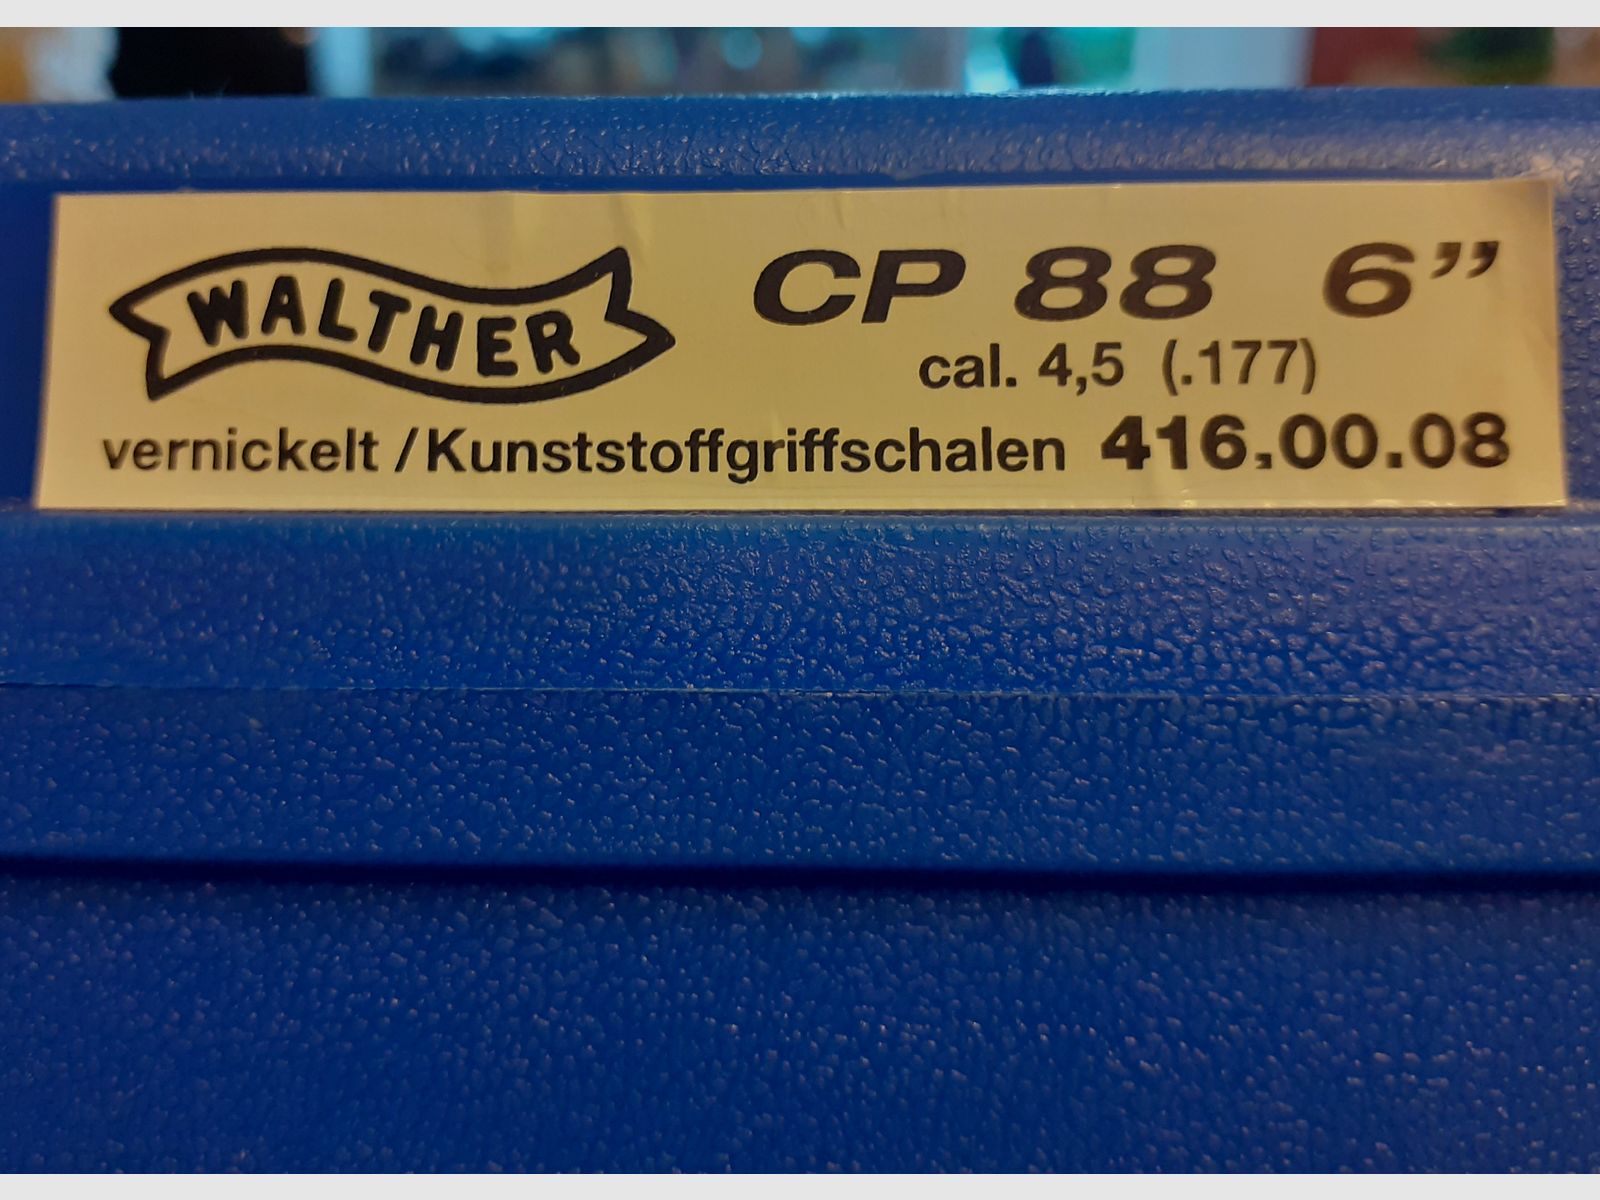 WALTHER
CP 88 6”
cal. 4,5 (.177)
vernickelt / Kunststoffgriffschalen 416.00.08